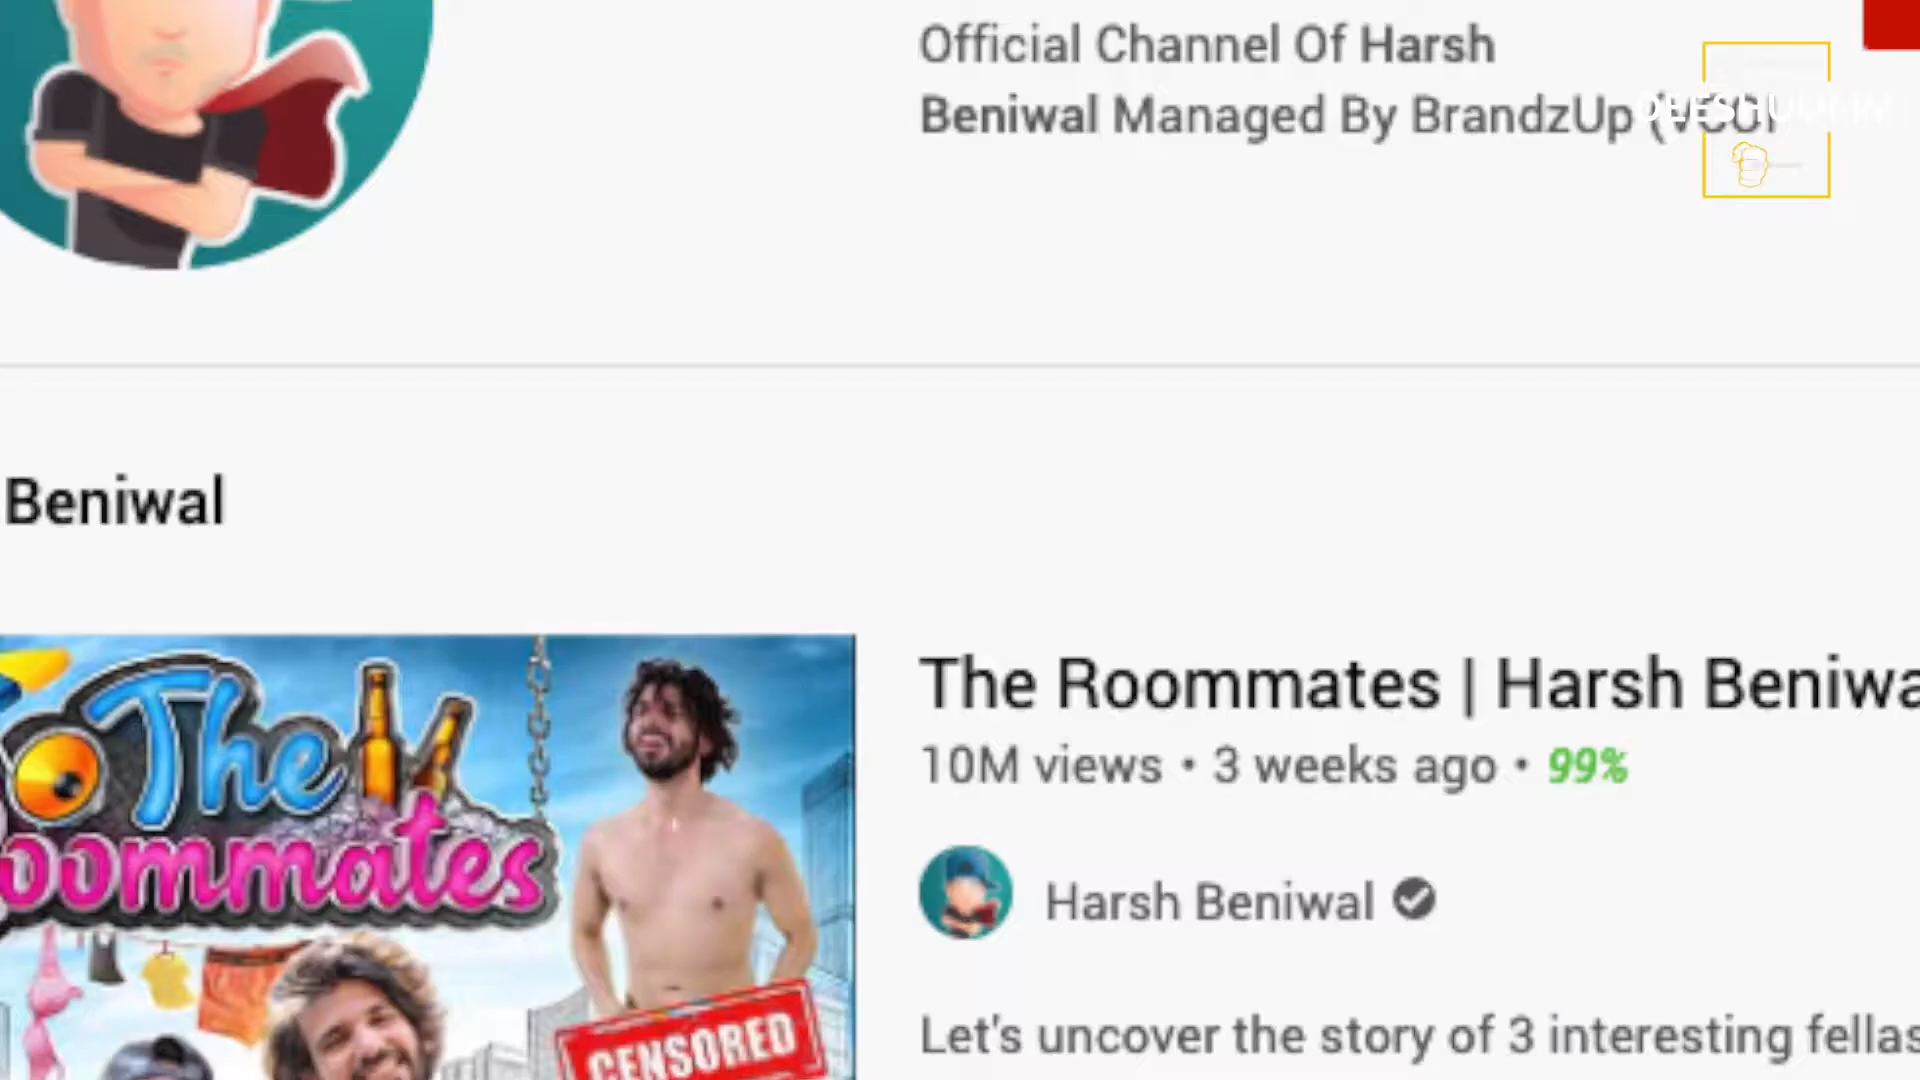 Official Channel Of Harsh
Beniwal Managed By BrandzUp
Beniwal
The Roommates | Harsh Beniwa
10M views • 3 weeks ago • 99%
Harsh Beniwal
Let's uncover the story of 3 interesting fellas
The
oommates
CENSORED